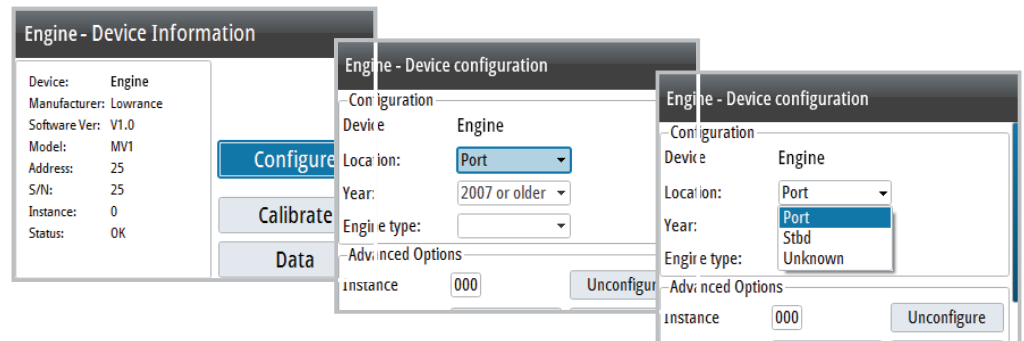 Engine - Device Information
Device: Engine
Manufacturer: Lowrance
Software Ver: V1.0
Model: MV1
Address: 25
S/N: 25
Instance: 0
Status: OK
Configure
Calibrate
Data
Engine - Device configuration
Configuration
Device Engine
Location: Port
Year: 2007 or older
Engine type:
Advanced Options
Instance 000 Unconfigur
Engine - Device configuration
Configuration
Device Engine
Location: Port
Port
Year:
Stbd
Engine type: Unknown
Advanced Options
Instance 000 Unconfigure